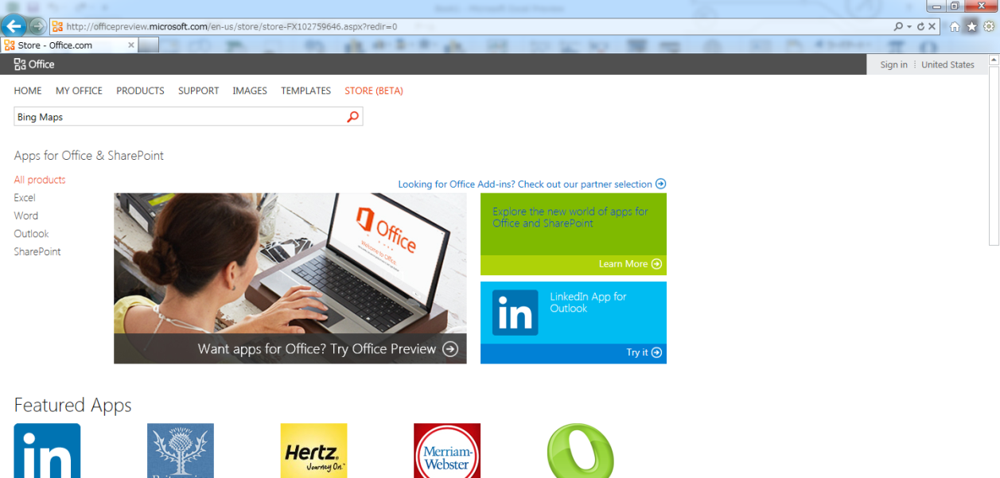 http://officepreview.microsoft.com/en-us/store/store-FX102759646.aspx?redir=0
Store - Office.com
Office
Sign in
United States
HOME MY OFFICE PRODUCTS SUPPORT IMAGES TEMPLATES STORE (BETA)
Bing Maps
Apps for Office & SharePoint
All products
Excel
Word
Outlook
SharePoint
Looking for Office Add-ins? Check out our partner selection
Office
Welcome to Office.
Want apps for Office? Try Office Preview
Explore the new world of apps for
Office and SharePoint
Learn More
in
LinkedIn App for
Outlook
Try it
Featured Apps
in
Hertz.
Journey On.
Merriam-
Webster